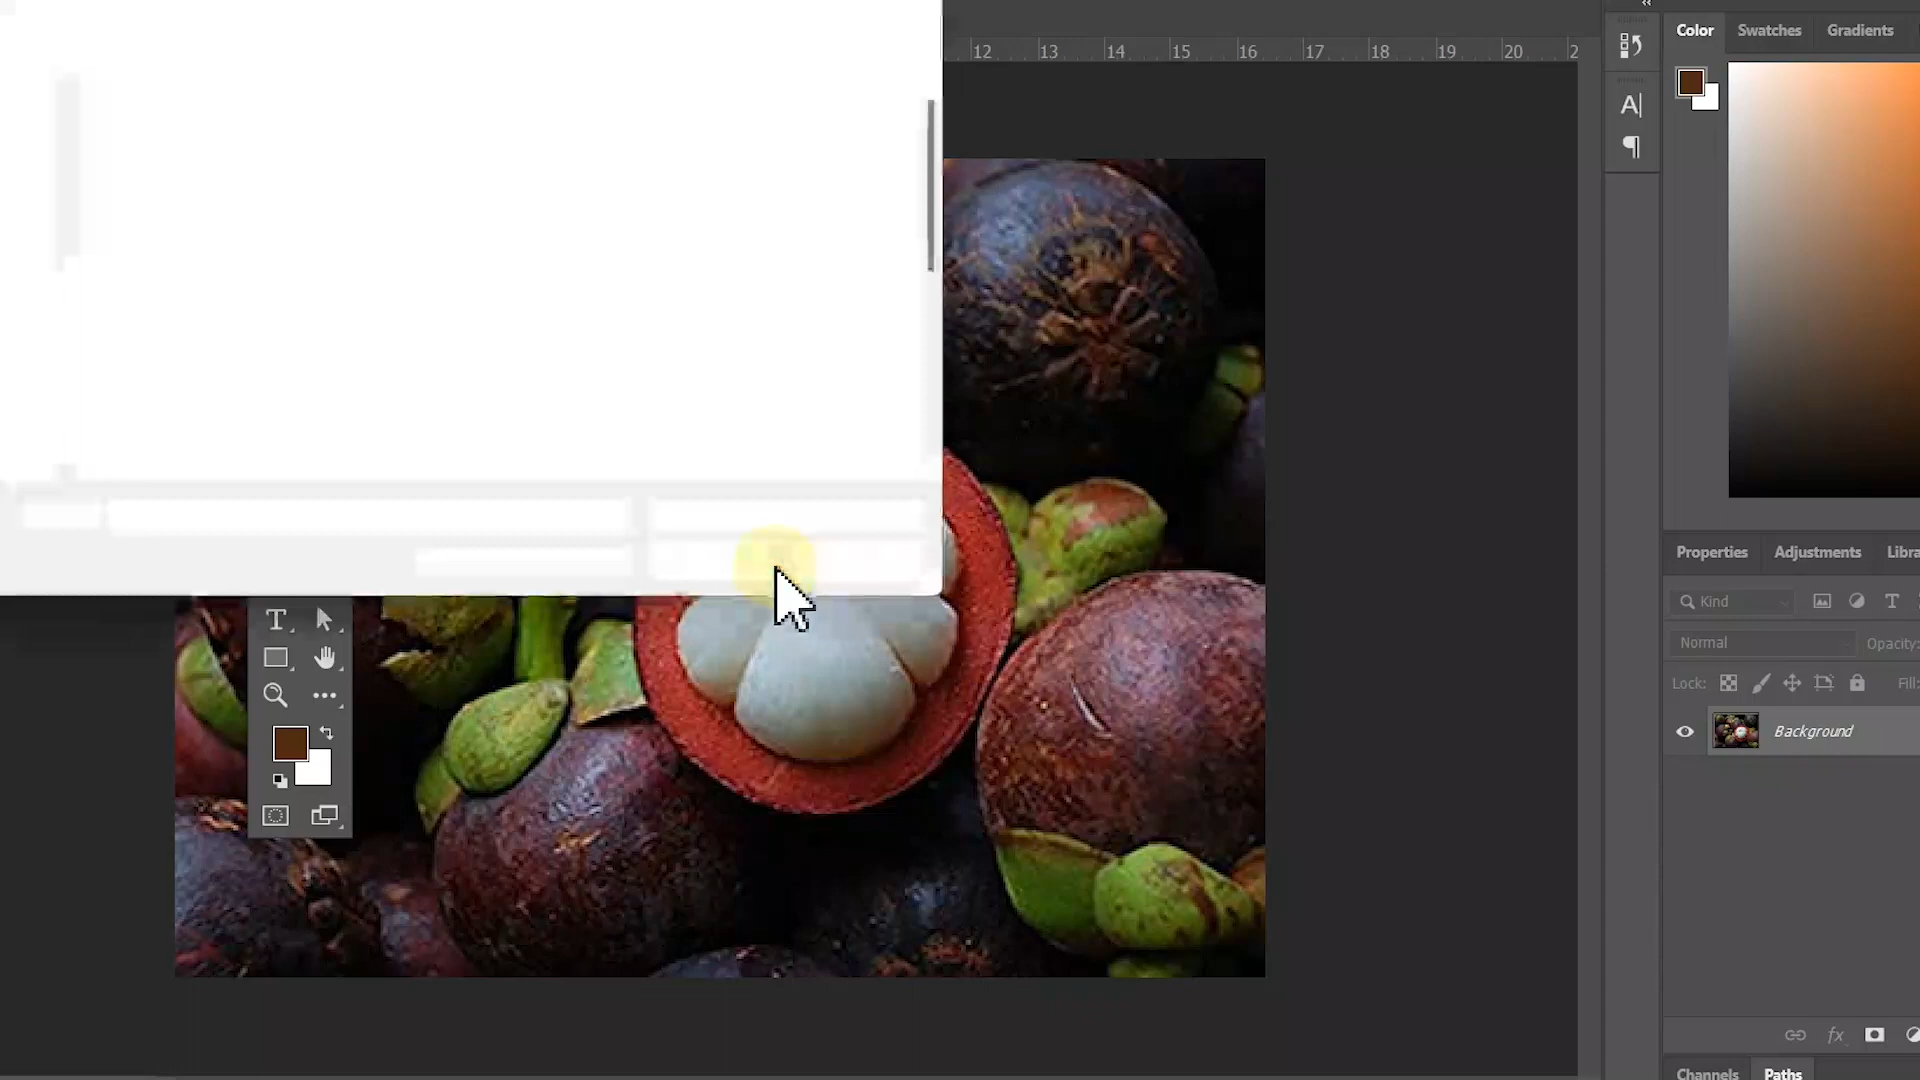 12 13 14 15 16 17 18 19 20 2
Color Swatches Gradients
Properties Adjustments Libra
Kind
Normal Opacity:
Lock: Fill:
Background
fx
Channels Paths